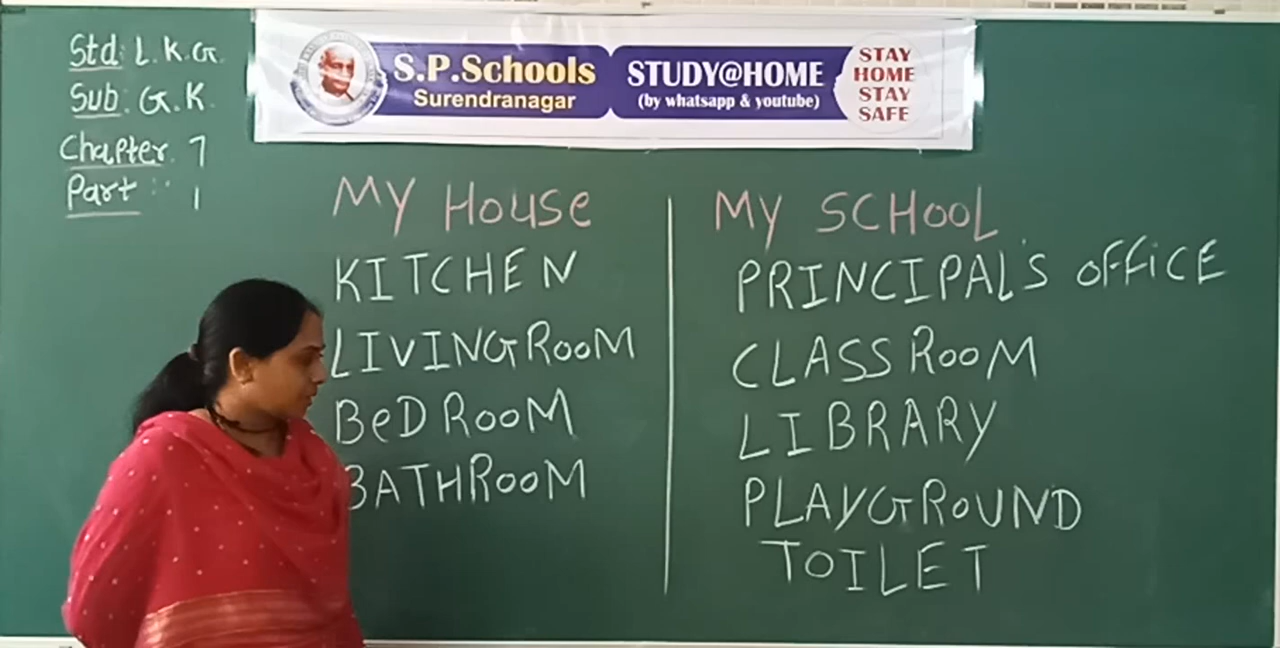 Std: L.K.G.
Sub: G.K.
Chapter. 7
Part: 1
S.P.Schools
Surendranagar
STUDY@HOME
(by whatsapp & youtube)
STAY
HOME
STAY
SAFE
MY HOUSE
KITCHEN
LIVINGROOM
BeDROOM
BATHROOM
MY SCHOOL
PRINCIPAL'S OFFiCE
CLASSROOM
LIBRARY
PLAYGROUND
TOILET